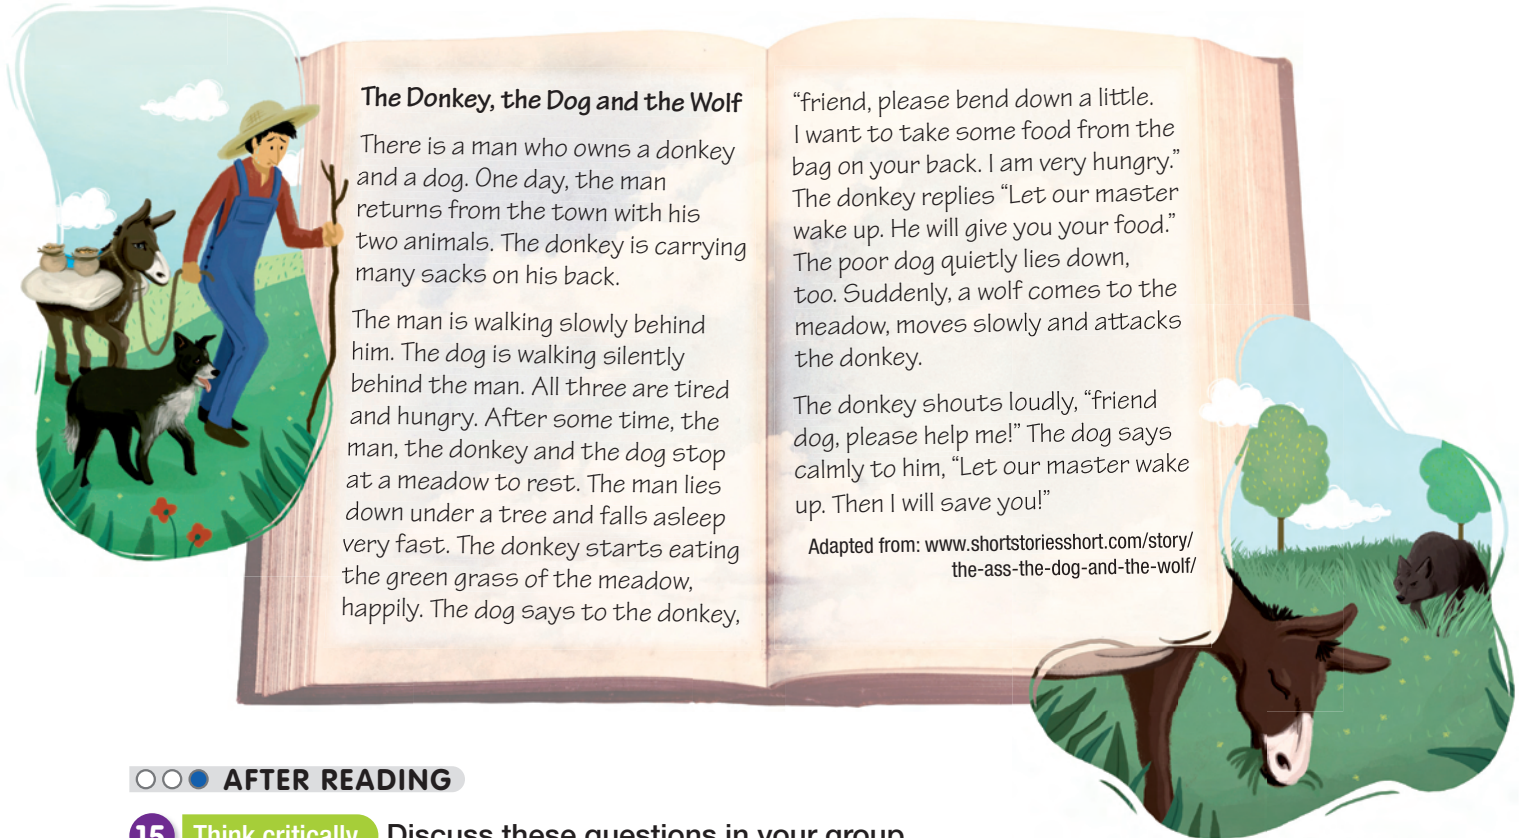 The Donkey, the Dog and the Wolf
There is a man who owns a donkey
and a dog. One day, the man
returns from the town with his
two animals. The donkey is carrying
many sacks on his back.
The man is walking slowly behind
him. The dog is walking silently
behind the man. All three are tired
and hungry. After some time, the
man, the donkey and the dog stop
at a meadow to rest. The man lies
down under a tree and falls asleep
very fast. The donkey starts eating
the green grass of the meadow,
happily. The dog says to the donkey,
“friend, please bend down a little.
I want to take some food from the
bag on your back. I am very hungry.”
The donkey replies “Let our master
wake up. He will give you your food.”
The poor dog quietly lies down,
too. Suddenly, a wolf comes to the
meadow, moves slowly and attacks
the donkey.
The donkey shouts loudly, “friend
dog, please help me!” The dog says
calmly to him, “Let our master wake
up. Then I will save you!”
Adapted from: www.shortstoriesshort.com/story/
the-ass-the-dog-and-the-wolf/
AFTER READING
15 Think critically Discuss these questions in your group.